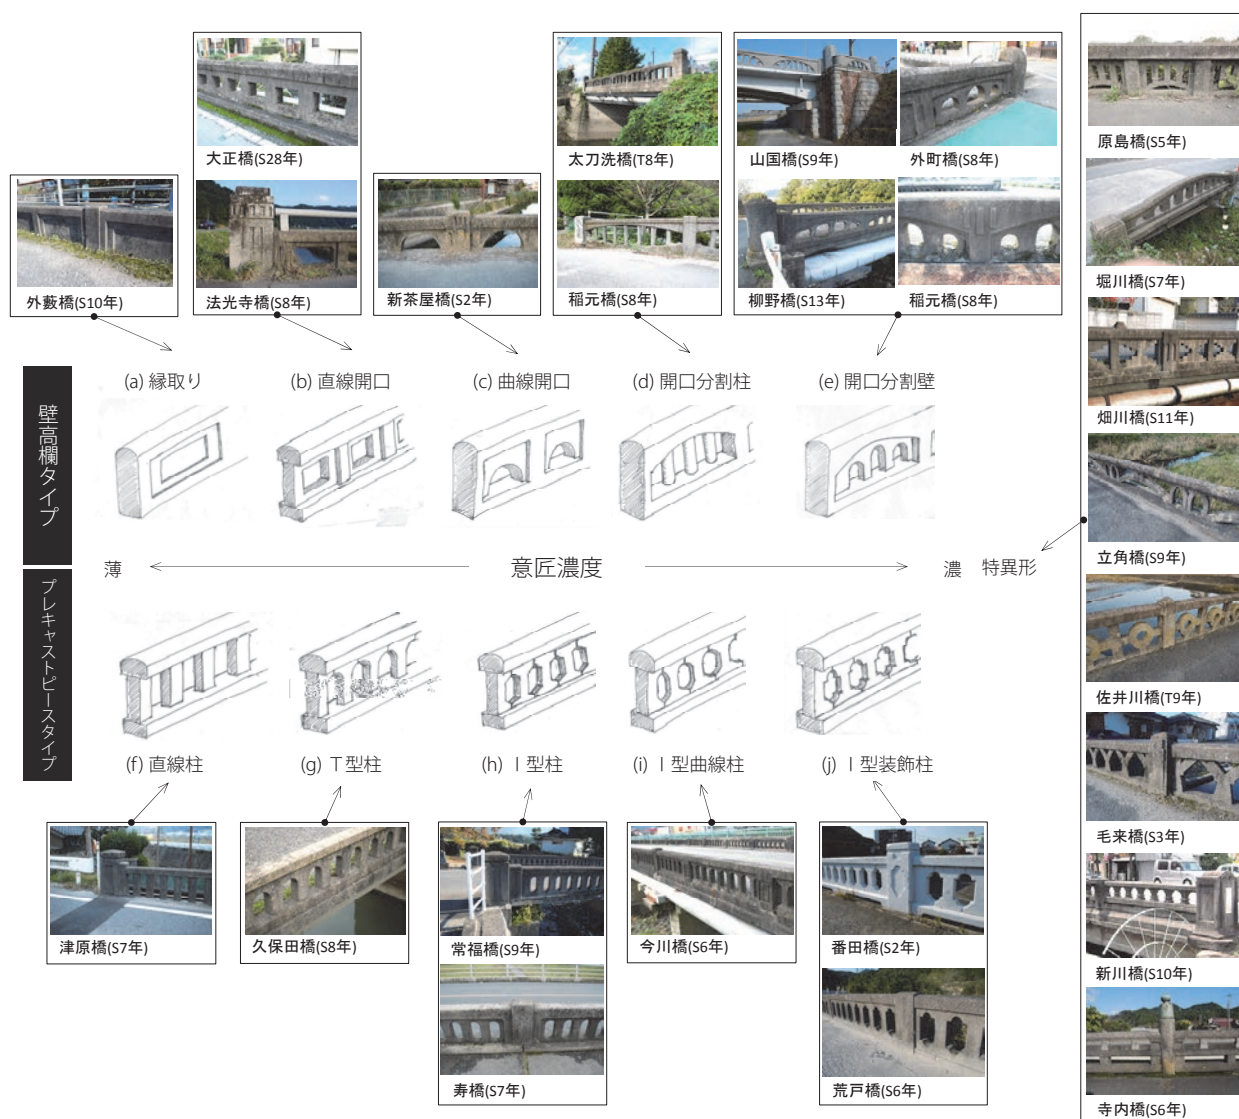 大正橋(S28年)
太刀洗橋(T8年)
山国橋(S9年)
外町橋(S8年)
原島橋(S5年)
外薮橋(S10年)
法光寺橋(S8年)
新茶屋橋(S2年)
稲元橋(S8年)
柳野橋(S13年)
稲元橋(S8年)
堀川橋(S7年)
(a) 縁取り
(b) 直線開口
(c) 曲線開口
(d) 開口分割柱
(e) 開口分割壁
畑川橋(S11年)
壁高欄タイプ
立角橋(S9年)
薄
意匠濃度
濃
特異形
プレキャストピースタイプ
佐井川橋(T9年)
(f) 直線柱
(g) T型柱
(h) I型柱
(i) I型曲線柱
(j) I型装飾柱
毛来橋(S3年)
津原橋(S7年)
久保田橋(S8年)
常福橋(S9年)
今川橋(S6年)
番田橋(S2年)
新川橋(S10年)
寿橋(S7年)
荒戸橋(S6年)
寺内橋(S6年)